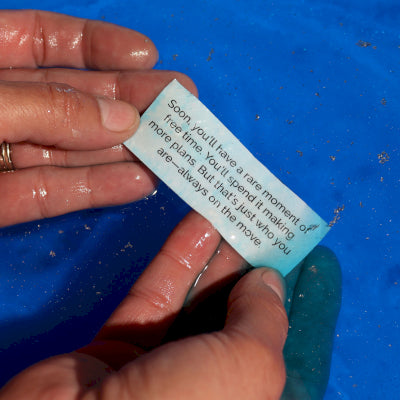 Soon, you'll have a rare moment of
free time. You'll spend it making
more plans. But that's just who you
are—always on the move.